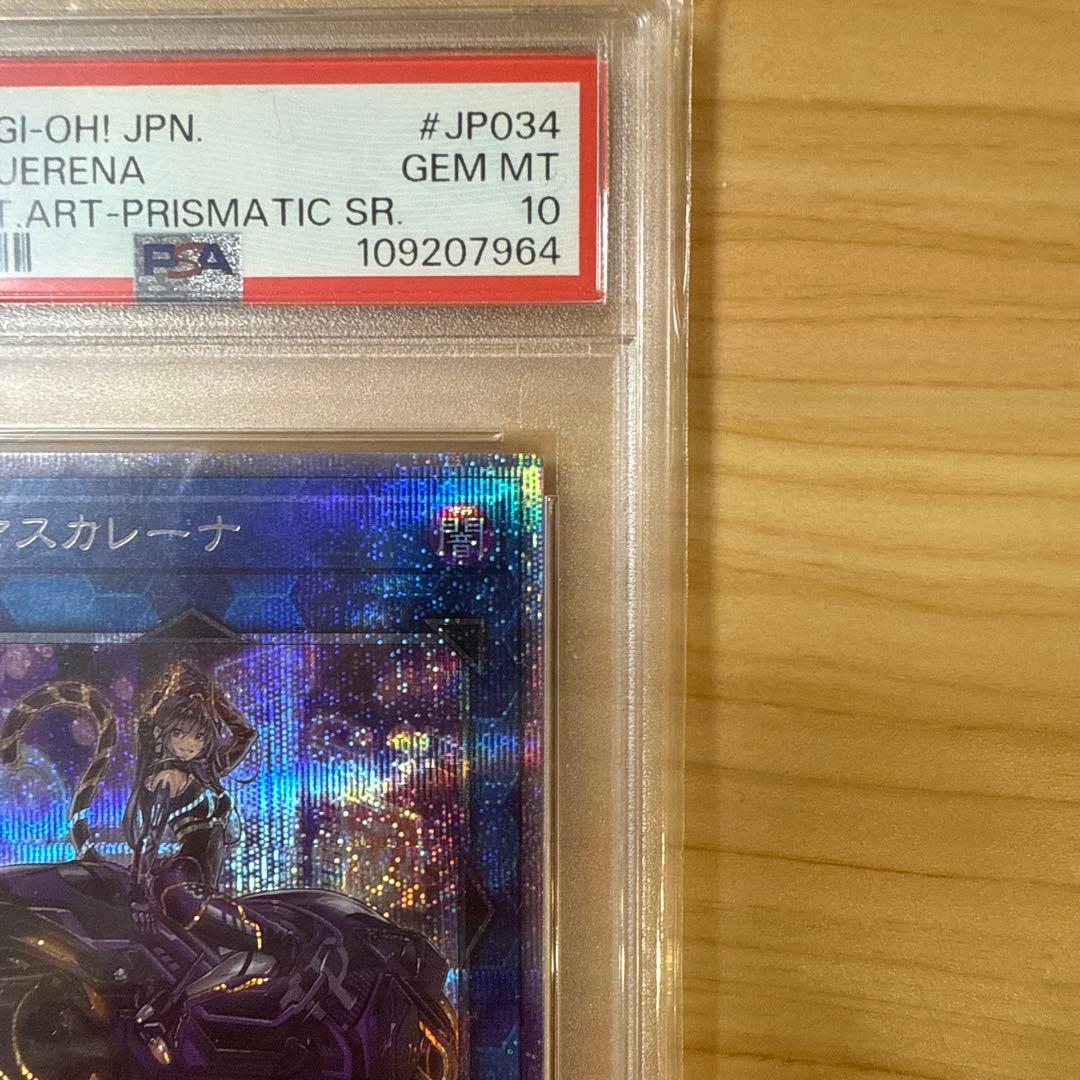 GI-OH! JPN. #JP034
UERENA GEM MT
T.ART-PRISMATIC SR. 10
PSA 109207964
マスカレーナ 闇